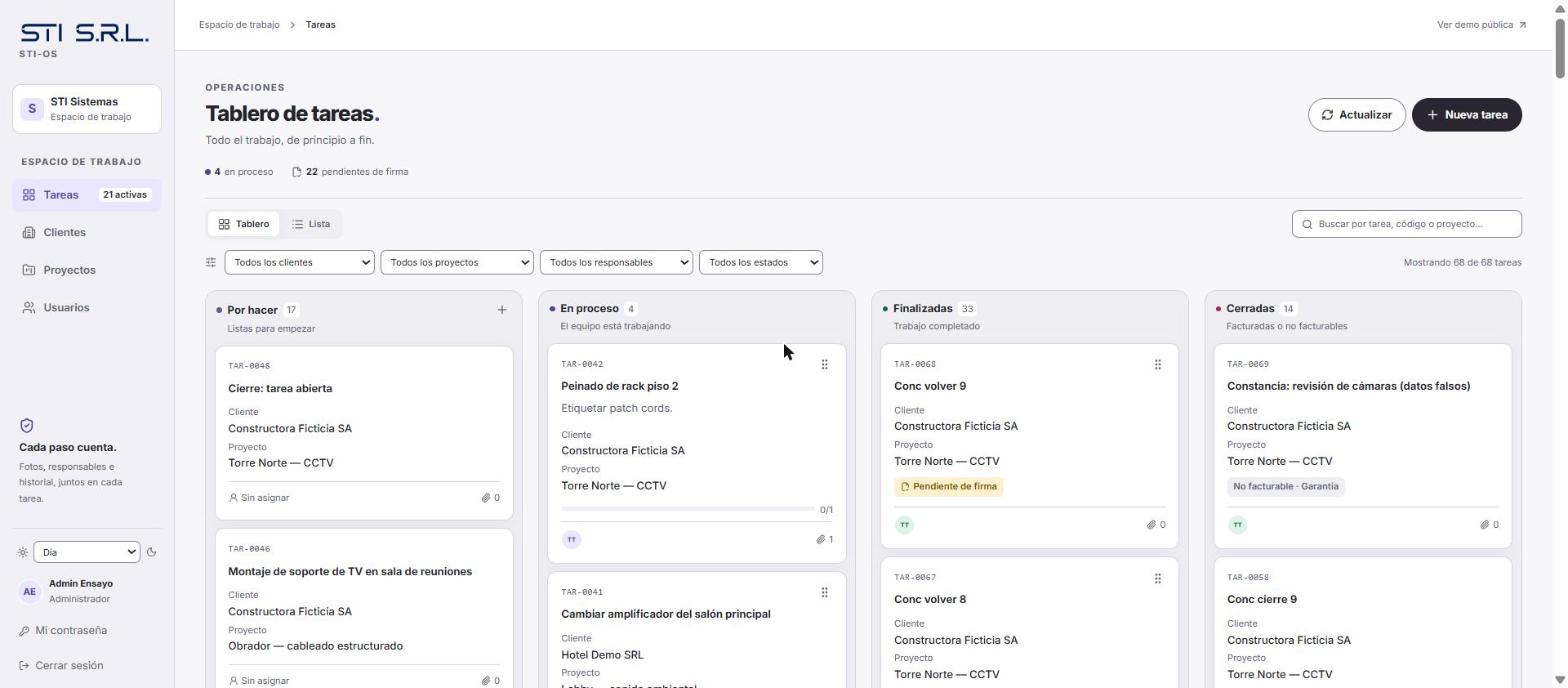 STI S.R.L.
STI-OS
S
STI Sistemas
Espacio de trabajo
ESPACIO DE TRABAJO
Tareas
21 activas
Clientes
Proyectos
Usuarios
Cada paso cuenta.
Fotos, responsables e
historial, juntos en cada
tarea.
Día
AE
Admin Ensayo
Administrador
Mi contraseña
Cerrar sesión
Espacio de trabajo > Tareas
Ver demo pública
OPERACIONES
Tablero de tareas.
Todo el trabajo, de principio a fin.
4 en proceso
22 pendientes de firma
Actualizar
Nueva tarea
Tablero
Lista
Buscar por tarea, código o proyecto...
Todos los clientes
Todos los proyectos
Todos los responsables
Todos los estados
Mostrando 68 de 68 tareas
Por hacer 17
Listas para empezar
TAR-0048
Cierre: tarea abierta
Cliente
Constructora Ficticia SA
Proyecto
Torre Norte — CCTV
Sin asignar
0
TAR-0046
Montaje de soporte de TV en sala de reuniones
Cliente
Constructora Ficticia SA
Proyecto
Obrador — cableado estructurado
Sin asignar
0
En proceso 4
El equipo está trabajando
TAR-0042
Peinado de rack piso 2
Etiquetar patch cords.
Cliente
Constructora Ficticia SA
Proyecto
Torre Norte — CCTV
0/1
TT
1
TAR-0041
Cambiar amplificador del salón principal
Cliente
Hotel Demo SRL
Proyecto
Finalizadas 33
Trabajo completado
TAR-0068
Conc volver 9
Cliente
Constructora Ficticia SA
Proyecto
Torre Norte — CCTV
Pendiente de firma
TT
0
TAR-0067
Conc volver 8
Cliente
Constructora Ficticia SA
Proyecto
Torre Norte — CCTV
Cerradas 14
Facturadas o no facturables
TAR-0069
Constancia: revisión de cámaras (datos falsos)
Cliente
Constructora Ficticia SA
Proyecto
Torre Norte — CCTV
No facturable · Garantía
TT
0
TAR-0058
Conc cierre 9
Cliente
Constructora Ficticia SA
Proyecto
Torre Norte — CCTV